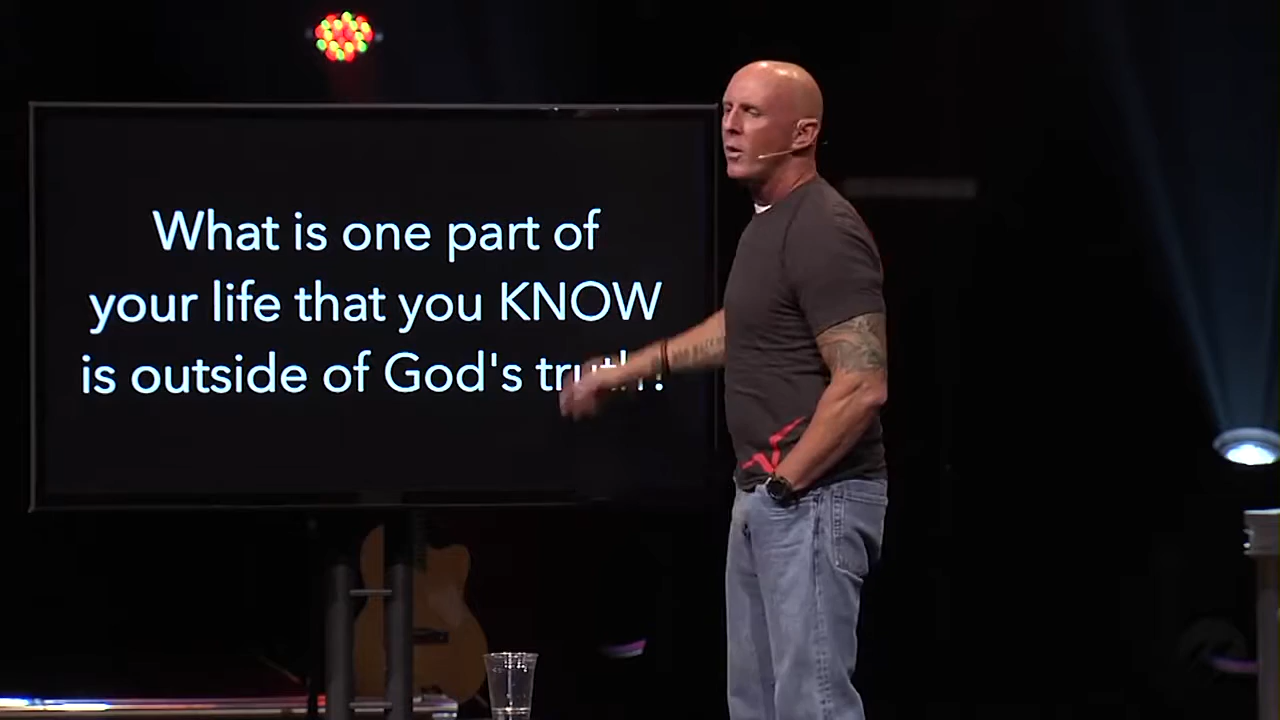 What is one part of
your life that you KNOW
is outside of God's